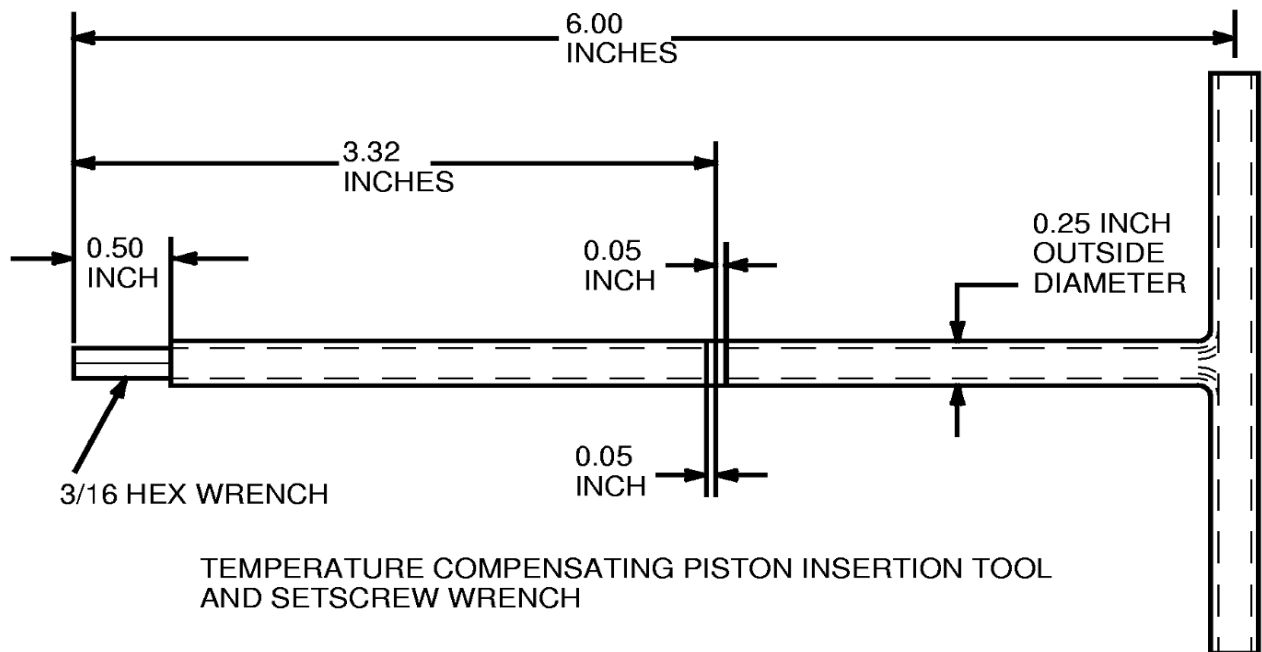 6.00
INCHES
3.32
INCHES
0.50
INCH
0.05
INCH
0.25 INCH
OUTSIDE
DIAMETER
0.05
INCH
3/16 HEX WRENCH
TEMPERATURE COMPENSATING PISTON INSERTION TOOL
AND SETSCREW WRENCH